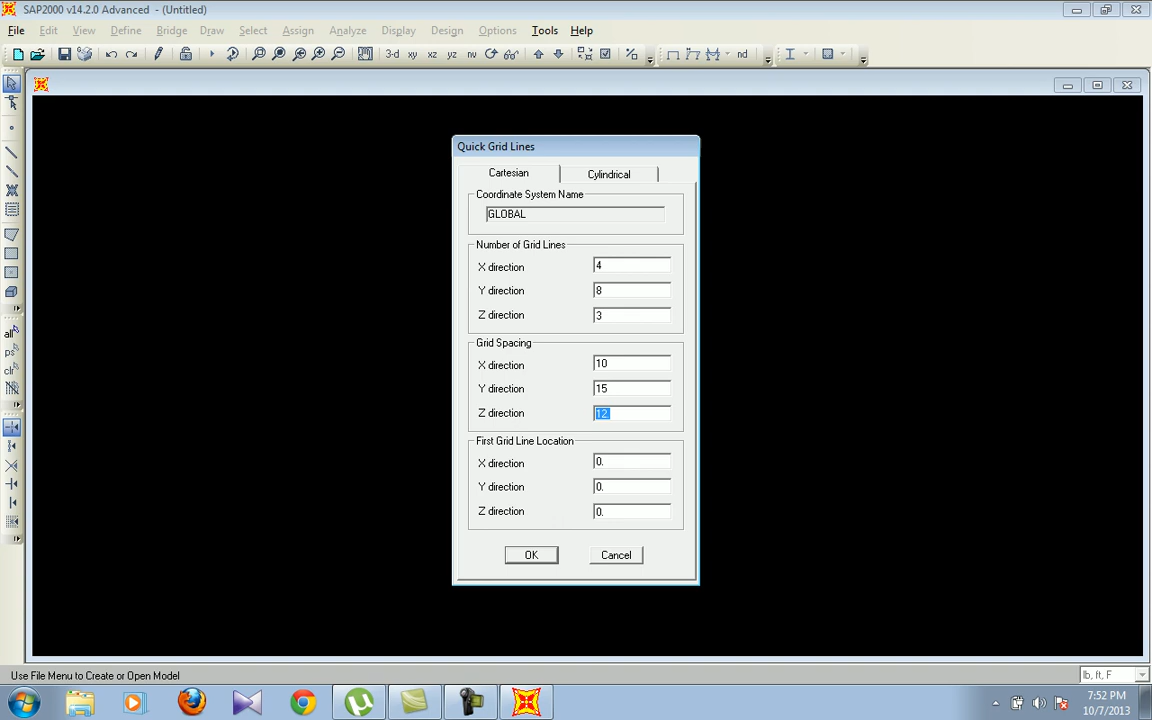 SAP2000 v14.2.0 Advanced - (Untitled)
File Edit View Define Bridge Draw Select Assign Analyze Display Design Options Tools Help
3-d xy xz yz nv nd
Quick Grid Lines
Cartesian Cylindrical
Coordinate System Name
GLOBAL
Number of Grid Lines
X direction 4
Y direction 8
Z direction 3
Grid Spacing
X direction 10
Y direction 15
Z direction 12.
First Grid Line Location
X direction 0.
Y direction 0.
Z direction 0.
OK Cancel
all
ps
clr
Use File Menu to Create or Open Model
lb, ft, F
7:52 PM
10/7/2013